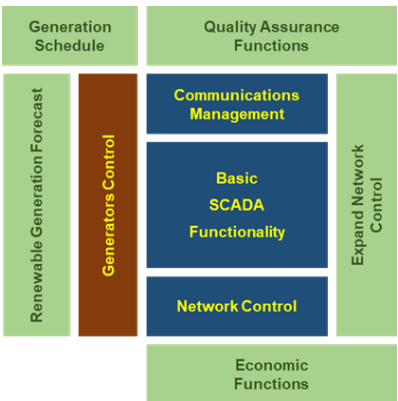 Generation
Schedule
Quality Assurance
Functions
Renewable Generation Forecast
Generators Control
Communications
Management
Basic
SCADA
Functionality
Network Control
Expand Network
Control
Economic
Functions